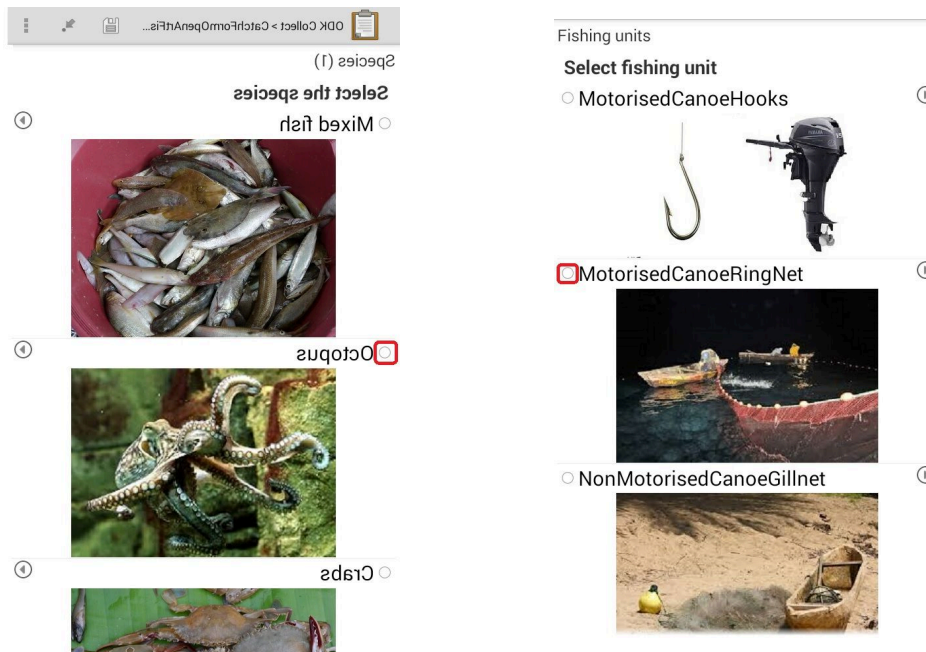 ODK Collect > CatchFormOpenArtFis...
Species (1)
Select the species
Mixed fish
Octopus
Crabs
Fishing units
Select fishing unit
MotorisedCanoeHooks
MotorisedCanoeRingNet
NonMotorisedCanoeGillnet